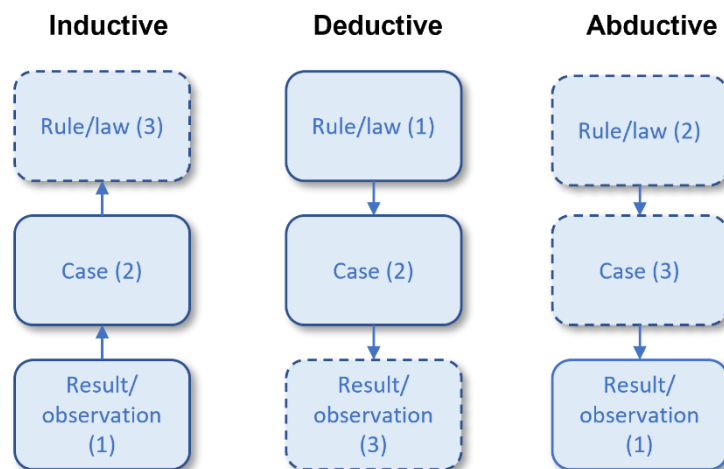 Inductive
Deductive
Abductive
Rule/law (3)
Rule/law (1)
Rule/law (2)
Case (2)
Case (2)
Case (3)
Result/
observation
(1)
Result/
observation
(3)
Result/
observation
(1)